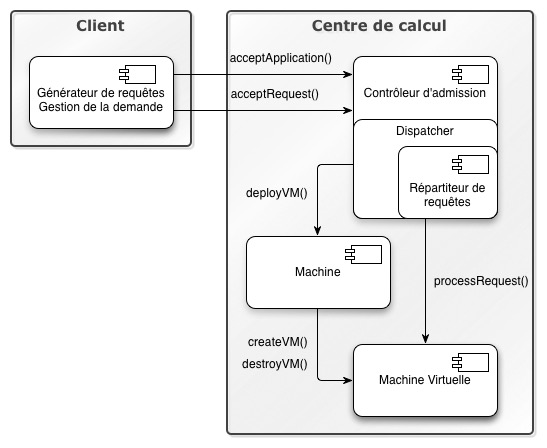 Client
Centre de calcul
Générateur de requêtes
Gestion de la demande
acceptApplication()
acceptRequest()
Contrôleur d'admission
Dispatcher
Répartiteur de
requêtes
deployVM()
Machine
processRequest()
createVM()
destroyVM()
Machine Virtuelle